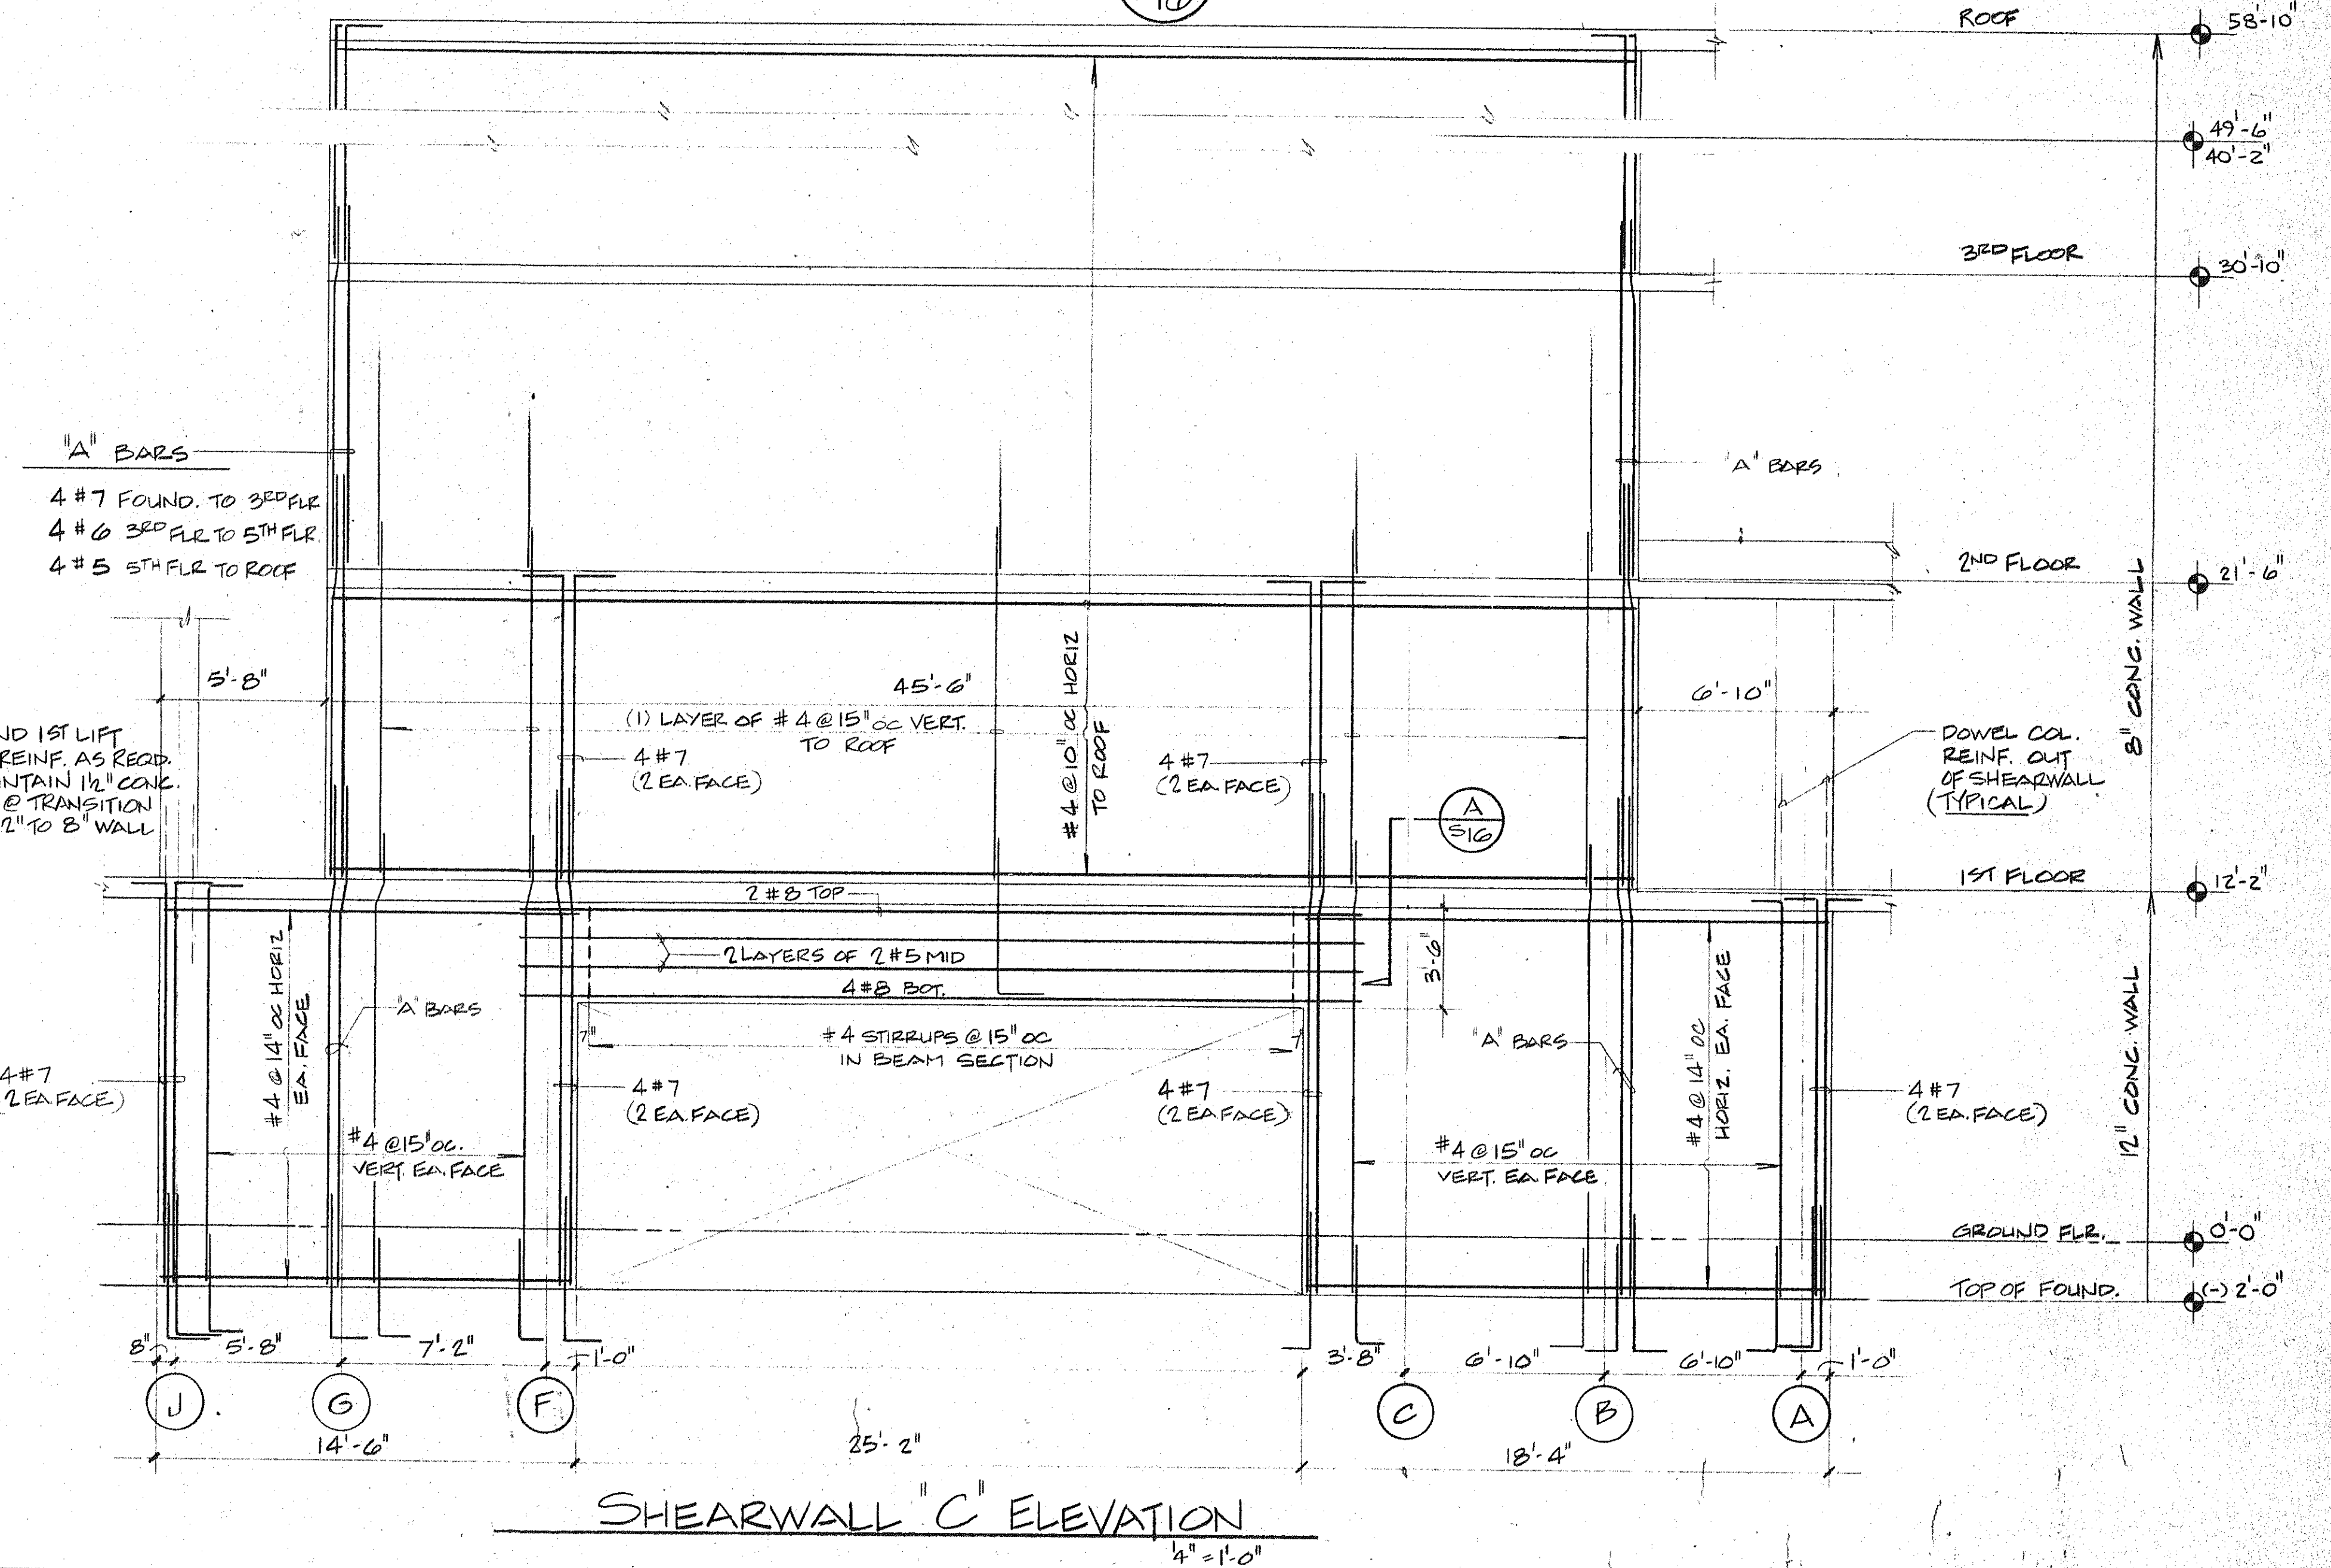 16
ROOF
58'-10"
49'-6"
40'-2"
3RD FLOOR
30'-10"
"A" BARS
4 #7 FOUND. TO 3RD FLR
4 #6 3RD FLR TO 5TH FLR.
4 #5 5TH FLR TO ROOF
"A" BARS
2ND FLOOR
21'-6"
8" CONC. WALL
5'-8"
45'-6"
6'-10"
(1) LAYER OF #4 @ 15" OC VERT.
TO ROOF
4 #7
(2 EA. FACE)
#4 @ 10" OC HORIZ
TO ROOF
4 #7
(2 EA. FACE)
ND 1ST LIFT
REINF. AS REQD.
NTAIN 1½" CONC.
@ TRANSITION
2" TO 8" WALL
DOWEL COL.
REINF. OUT
OF SHEARWALL
(TYPICAL)
A
S16
1ST FLOOR
12'-2"
2 #8 TOP
2 LAYERS OF 2 #5 MID
4 #8 BOT.
3'-6"
#4 @ 14" OC HORIZ
EA. FACE
"A" BARS
7"
#4 STIRRUPS @ 15" OC
IN BEAM SECTION
7"
"A" BARS
#4 @ 14" OC
HORIZ. EA. FACE
12" CONC. WALL
4 #7
2 EA. FACE)
4 #7
(2 EA. FACE)
4 #7
(2 EA FACE)
4 #7
(2 EA. FACE)
#4 @ 15" OC.
VERT. EA. FACE
#4 @ 15" OC
VERT. EA. FACE
GROUND FLR.
0'-0"
TOP OF FOUND.
(-) 2'-0"
8"
5'-8"
7'-2"
1'-0"
3'-8"
6'-10"
6'-10"
1'-0"
J
G
F
C
B
A
14'-6"
25'-2"
18'-4"
SHEARWALL "C" ELEVATION
¼" = 1'-0"